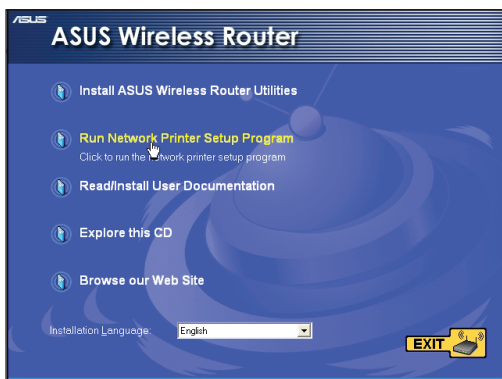 ASUS
ASUS Wireless Router
Install ASUS Wireless Router Utilities
Run Network Printer Setup Program
Click to run the network printer setup program
Read/Install User Documentation
Explore this CD
Browse our Web Site
Installation Language: English
EXIT